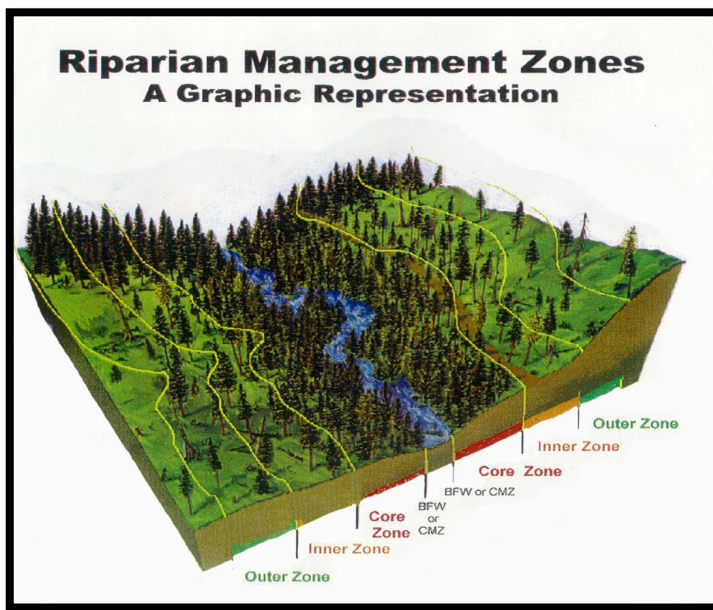 Riparian Management Zones
A Graphic Representation
Outer Zone
Inner Zone
Core Zone
BFW or CMZ
BFW
or
CMZ
Core
Zone
Inner Zone
Outer Zone